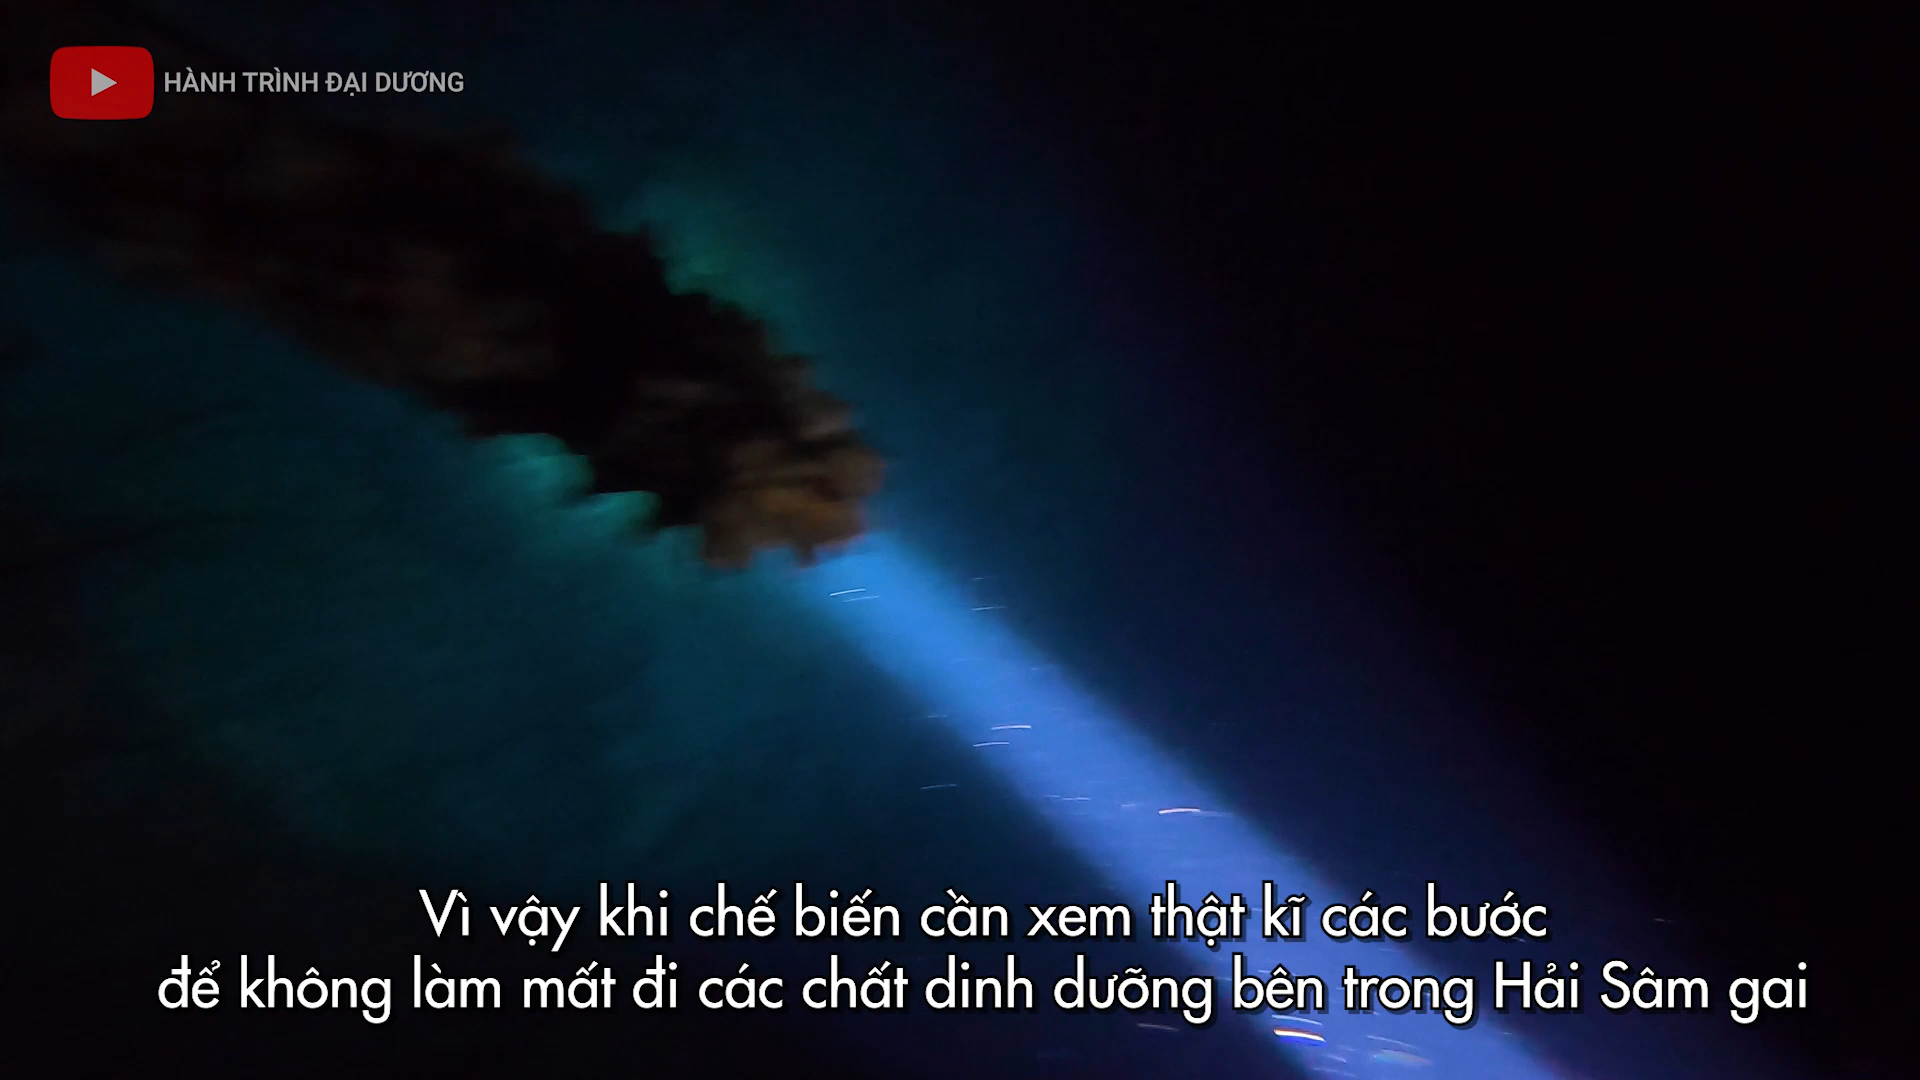 HÀNH TRÌNH ĐẠI DƯƠNG
Vì vậy khi chế biến cần xem thật kĩ các bước
để không làm mất đi các chất dinh dưỡng bên trong Hải Sâm gai